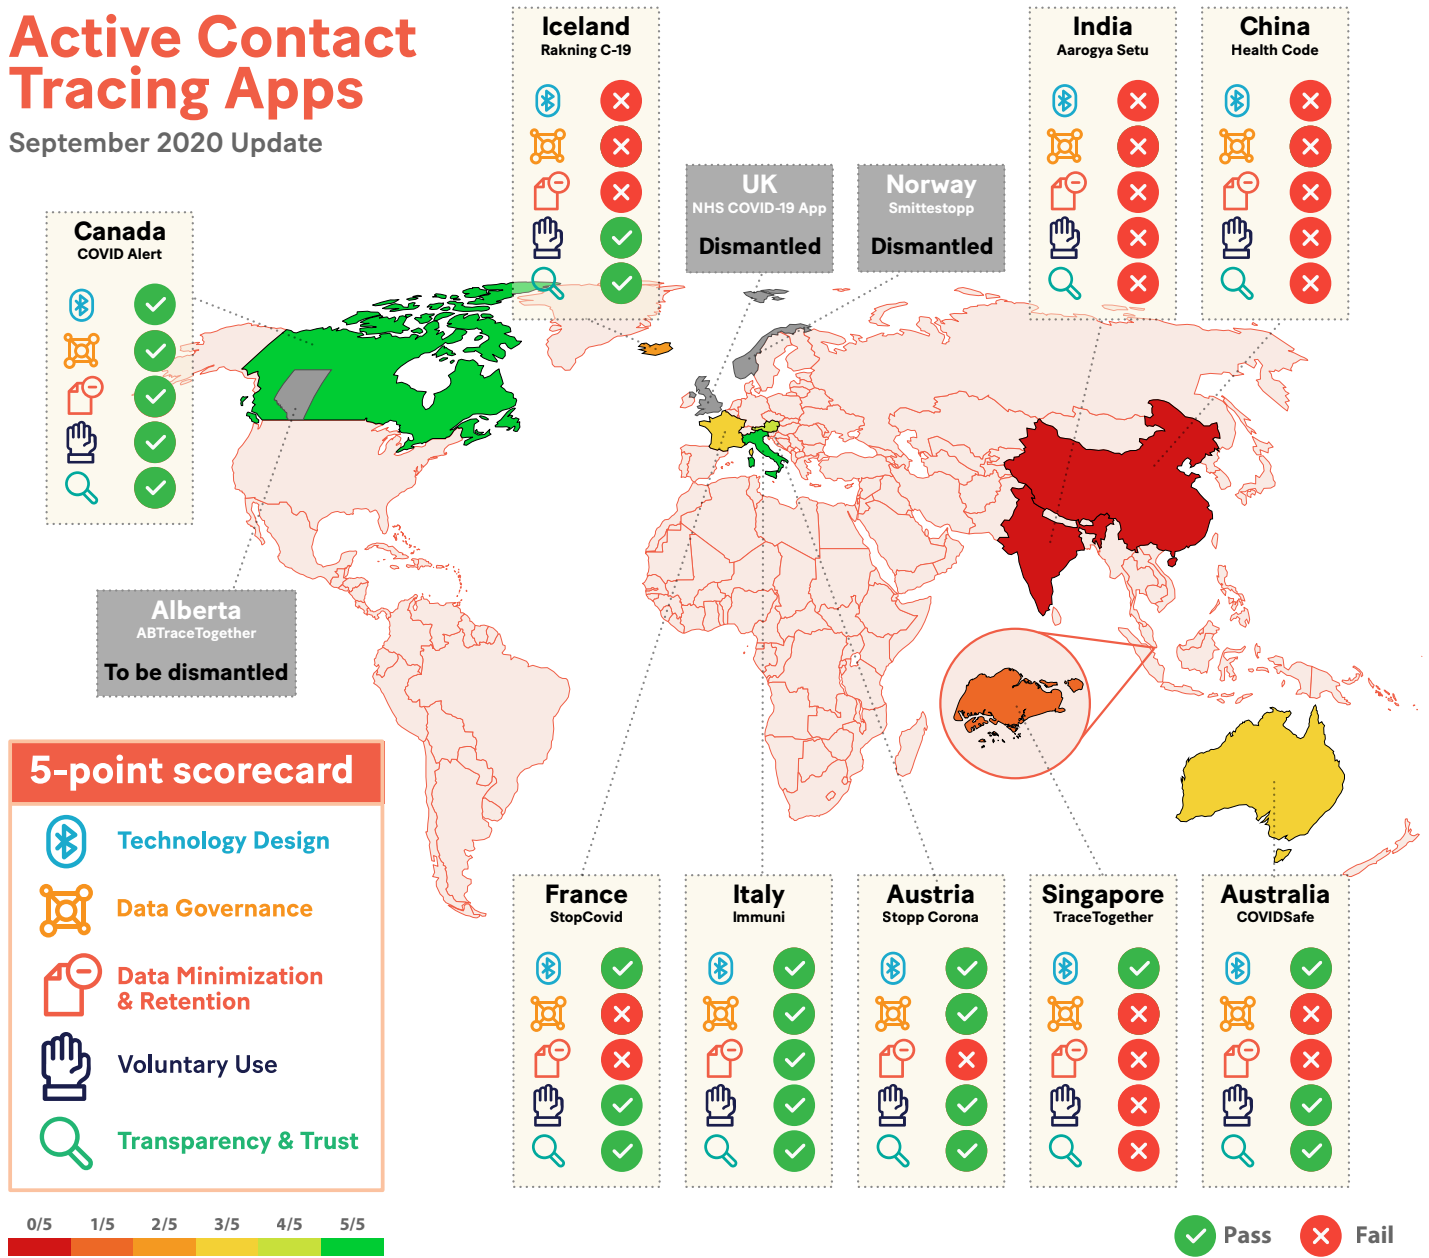 Active Contact
Tracing Apps
September 2020 Update
Iceland
Rakning C-19
India
Aarogya Setu
China
Health Code
UK
NHS COVID-19 App
Dismantled
Norway
Smittestopp
Dismantled
Canada
COVID Alert
Alberta
ABTraceTogether
To be dismantled
5-point scorecard
Technology Design
Data Governance
Data Minimization
& Retention
Voluntary Use
Transparency & Trust
0/5 1/5 2/5 3/5 4/5 5/5
France
StopCovid
Italy
Immuni
Austria
Stopp Corona
Singapore
TraceTogether
Australia
COVIDSafe
Pass Fail